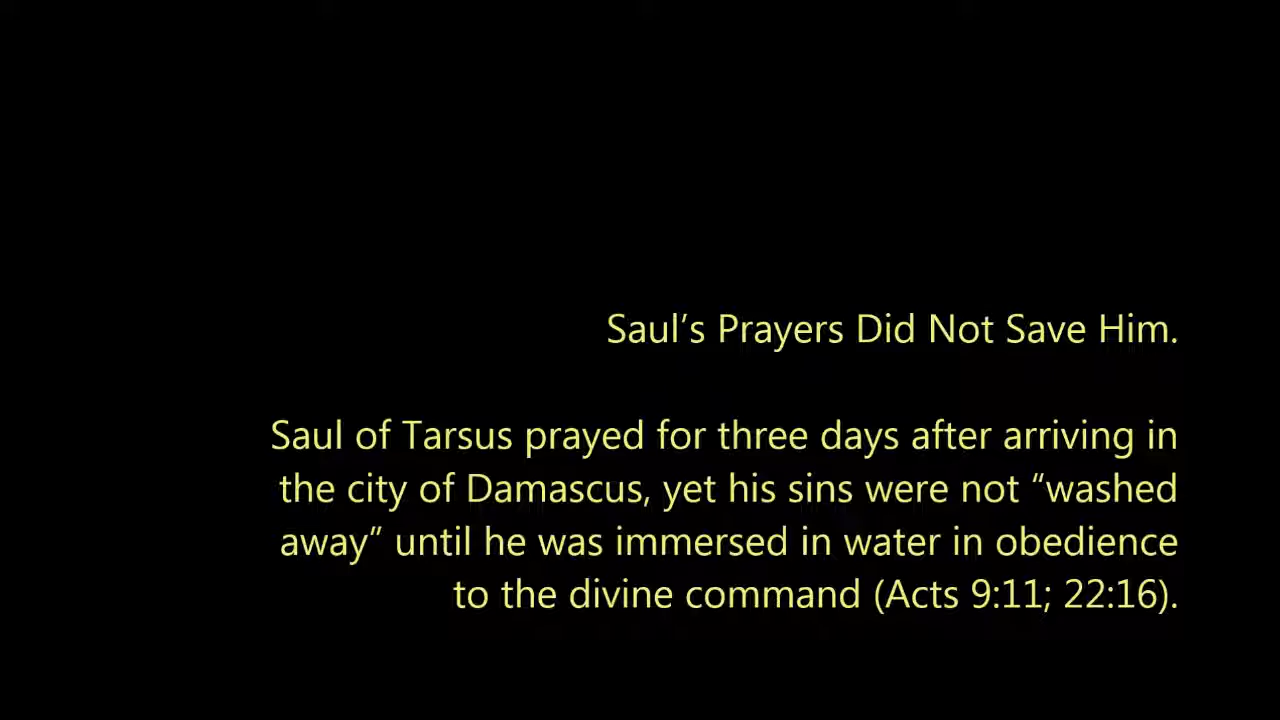 Saul’s Prayers Did Not Save Him.
Saul of Tarsus prayed for three days after arriving in
the city of Damascus, yet his sins were not “washed
away” until he was immersed in water in obedience
to the divine command (Acts 9:11; 22:16).